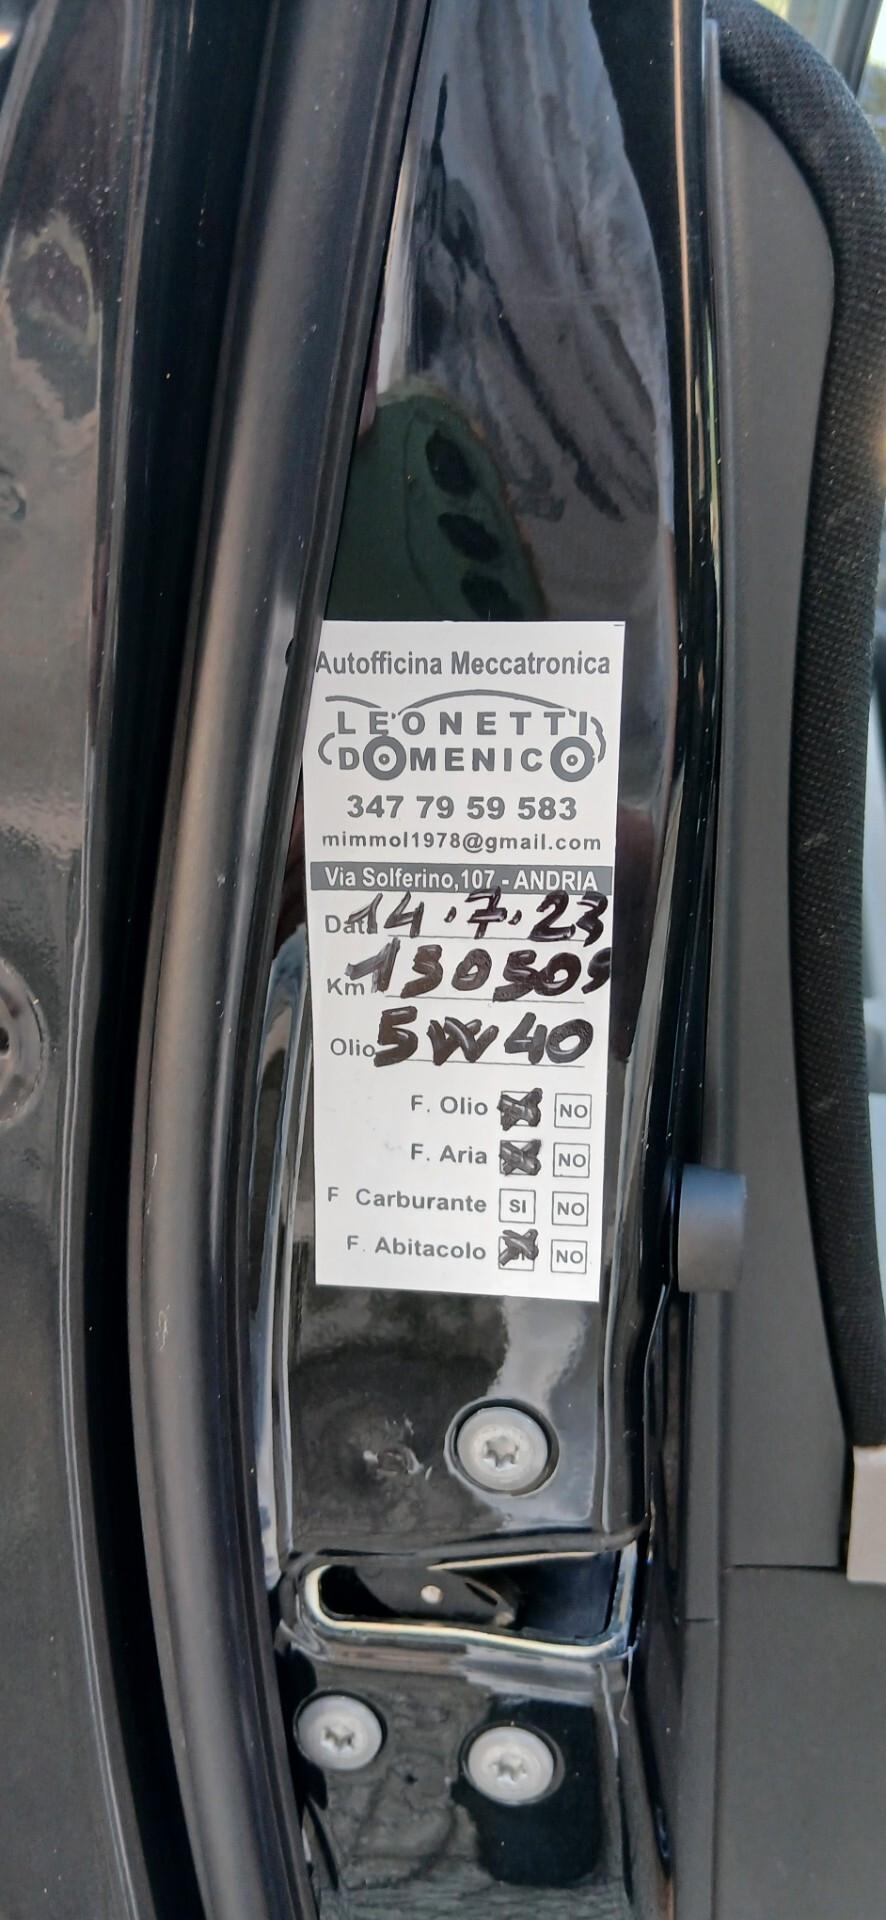 Autofficina Meccatronica
LEONETTI
DOMENICO
347 79 59 583
mimmol1978@gmail.com
Via Solferino,107 - ANDRIA
Data 14.7.23
Km 130509
Olio 5W40
F. Olio NO
F. Aria NO
F Carburante SI NO
F. Abitacolo NO